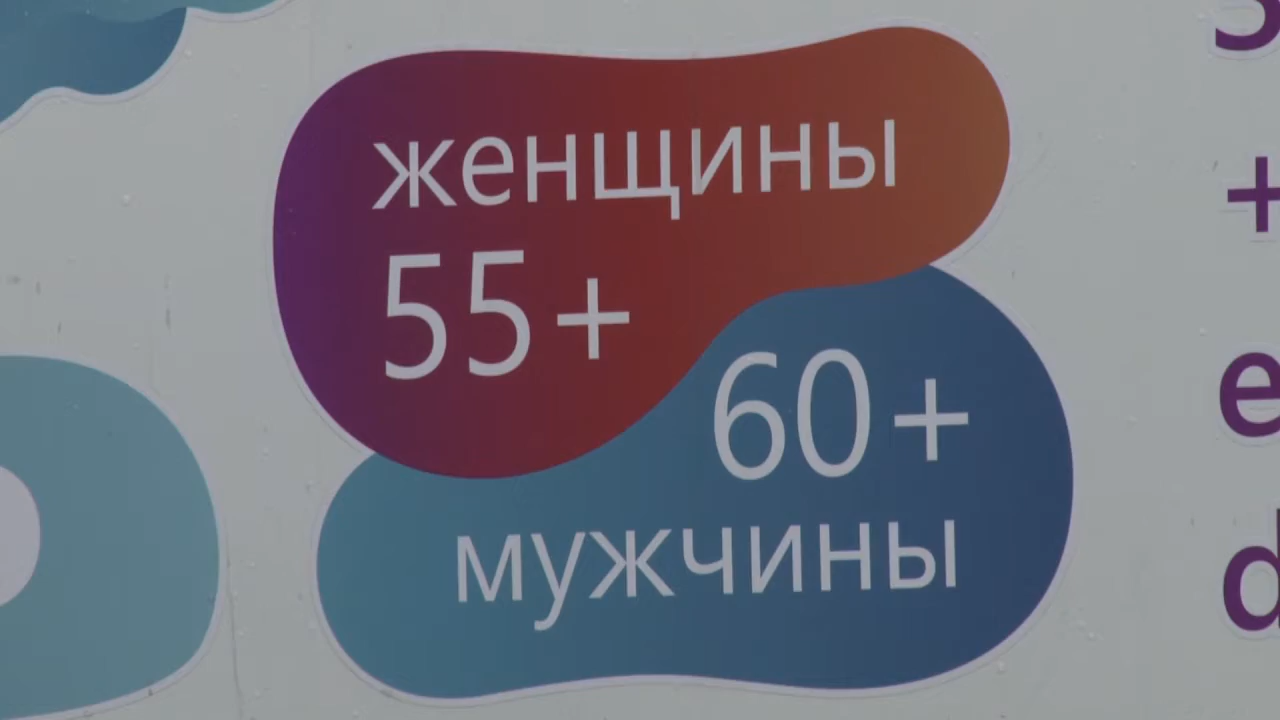 женщины
55+
60+
мужчины
+
e
d